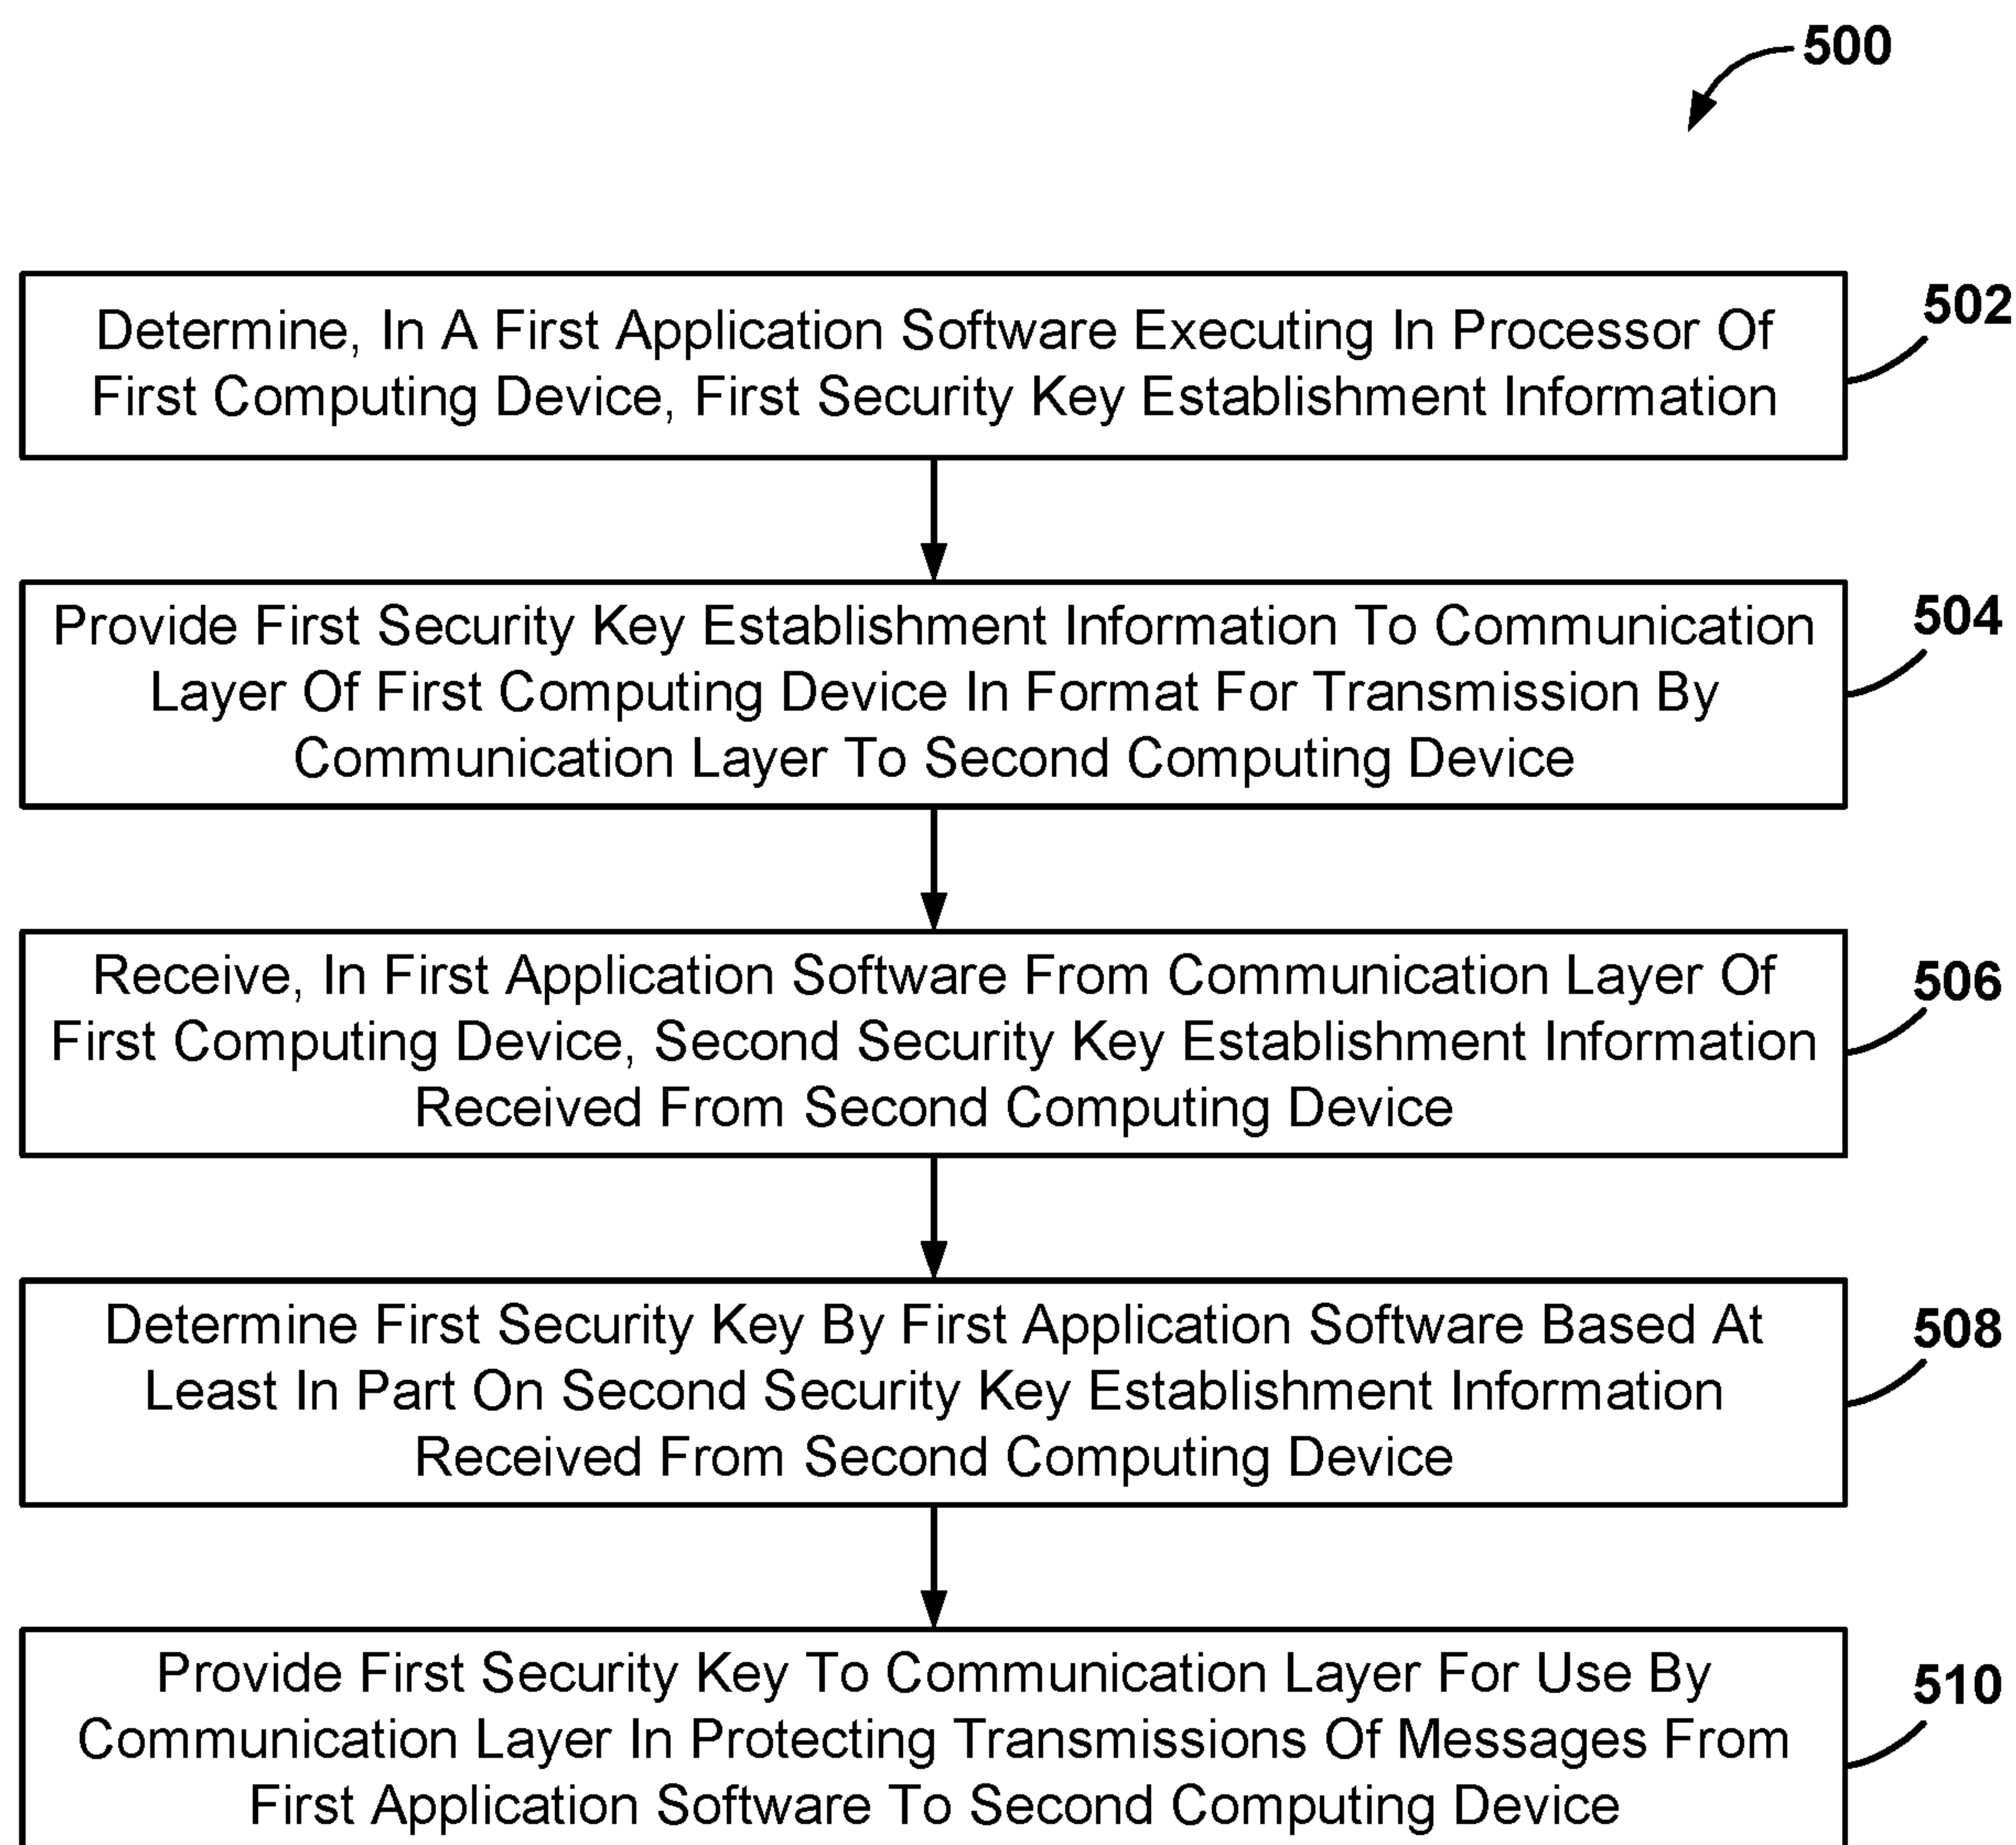 500
Determine, In A First Application Software Executing In Processor Of
First Computing Device, First Security Key Establishment Information
502
Provide First Security Key Establishment Information To Communication
Layer Of First Computing Device In Format For Transmission By
Communication Layer To Second Computing Device
504
Receive, In First Application Software From Communication Layer Of
First Computing Device, Second Security Key Establishment Information
Received From Second Computing Device
506
Determine First Security Key By First Application Software Based At
Least In Part On Second Security Key Establishment Information
Received From Second Computing Device
508
Provide First Security Key To Communication Layer For Use By
Communication Layer In Protecting Transmissions Of Messages From
First Application Software To Second Computing Device
510